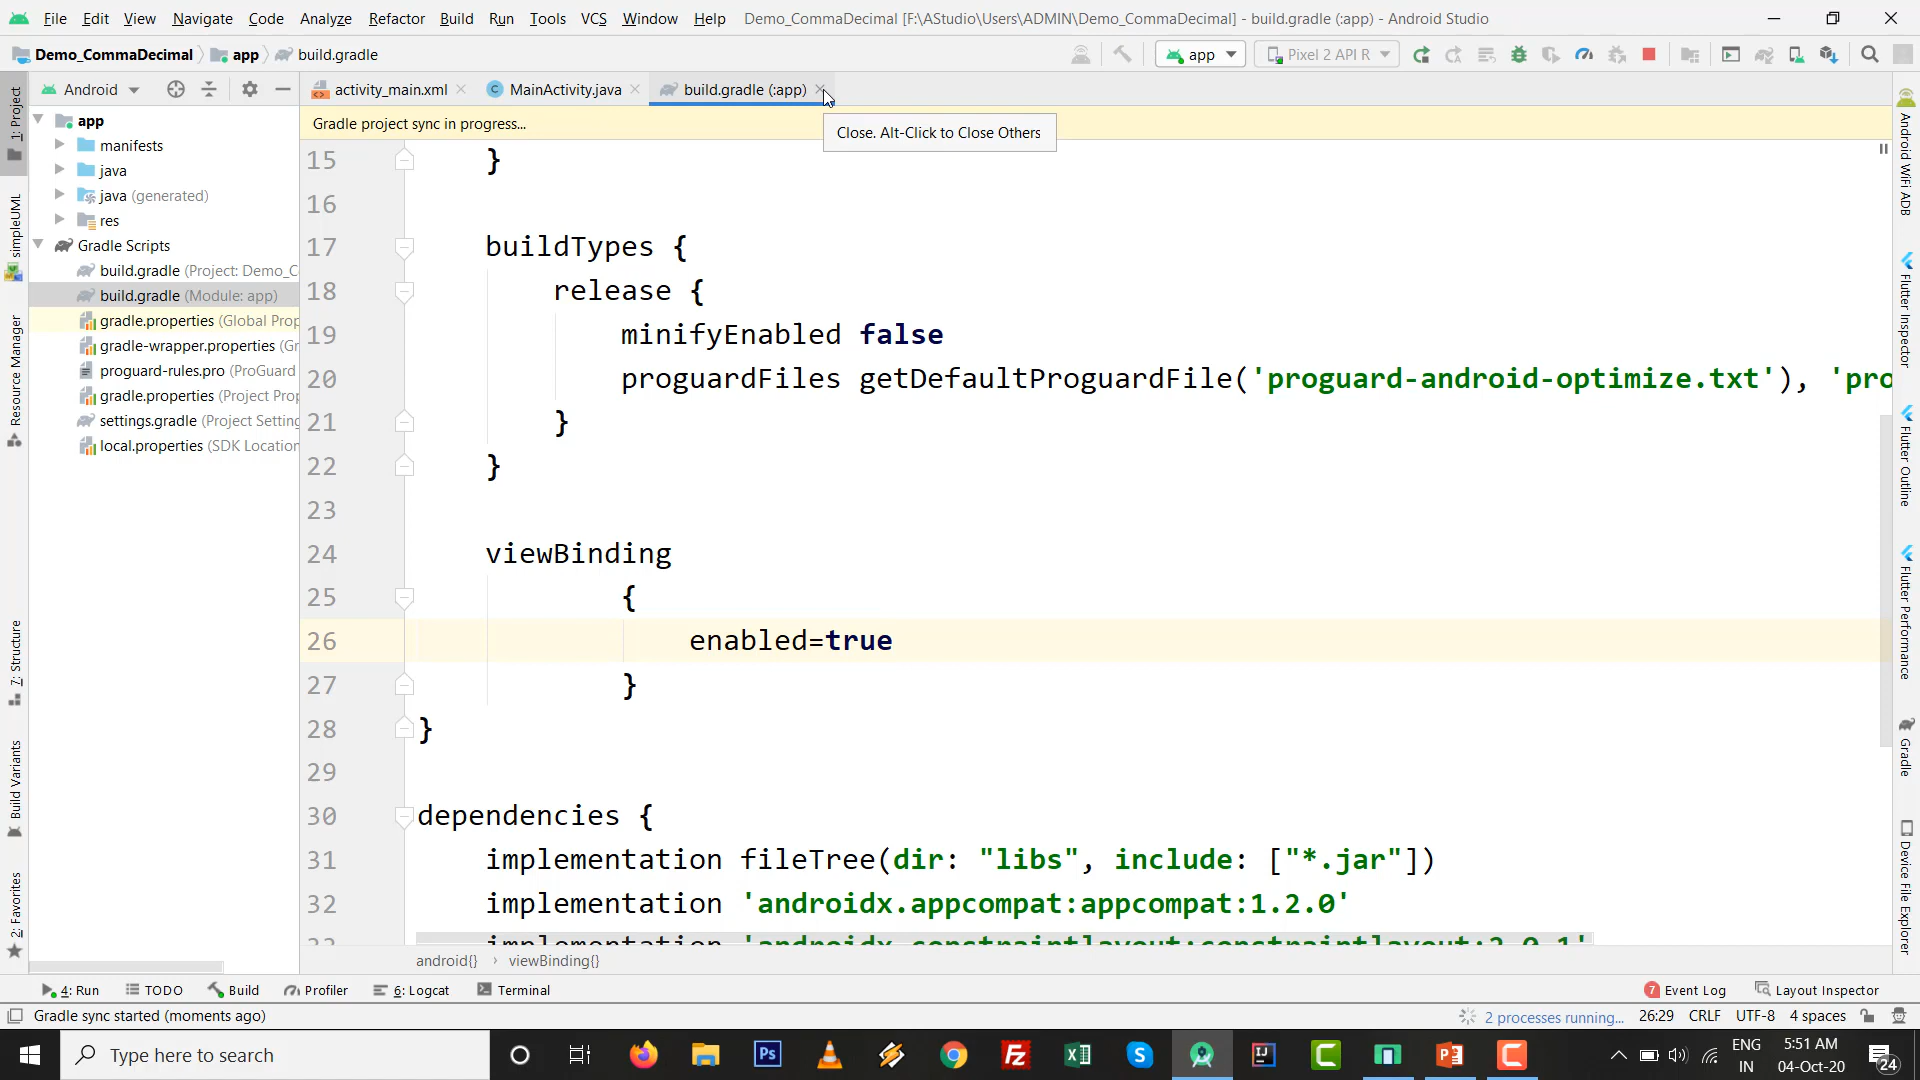 File Edit View Navigate Code Analyze Refactor Build Run Tools VCS Window Help Demo_CommaDecimal [F:\AStudio\Users\ADMIN\Demo_CommaDecimal] - build.gradle (:app) - Android Studio
Demo_CommaDecimal app build.gradle app Pixel 2 API R
Android activity_main.xml MainActivity.java build.gradle (:app)
Gradle project sync in progress...
Close. Alt-Click to Close Others
app
manifests
java
java (generated)
res
Gradle Scripts
build.gradle (Project: Demo_C
build.gradle (Module: app)
gradle.properties (Global Prop
gradle-wrapper.properties (Gr
proguard-rules.pro (ProGuard
gradle.properties (Project Prop
settings.gradle (Project Setting
local.properties (SDK Location
1: Project
simpleUML
Resource Manager
7: Structure
Build Variants
2: Favorites
15 }
16
17 buildTypes {
18 release {
19 minifyEnabled false
20 proguardFiles getDefaultProguardFile('proguard-android-optimize.txt'), 'pro
21 }
22 }
23
24 viewBinding
25 {
26 enabled=true
27 }
28 }
29
30 dependencies {
31 implementation fileTree(dir: "libs", include: ["*.jar"])
32 implementation 'androidx.appcompat:appcompat:1.2.0'
33 implementation 'androidx.constraintlayout:constraintlayout:2.0.1'
android{} › viewBinding{}
Android WiFi ADB
Flutter Inspector
Flutter Outline
Flutter Performance
Gradle
Device File Explorer
4: Run TODO Build Profiler 6: Logcat Terminal 7 Event Log Layout Inspector
Gradle sync started (moments ago) 2 processes running... 26:29 CRLF UTF-8 4 spaces
Type here to search
ENG
IN
5:51 AM
04-Oct-20
24